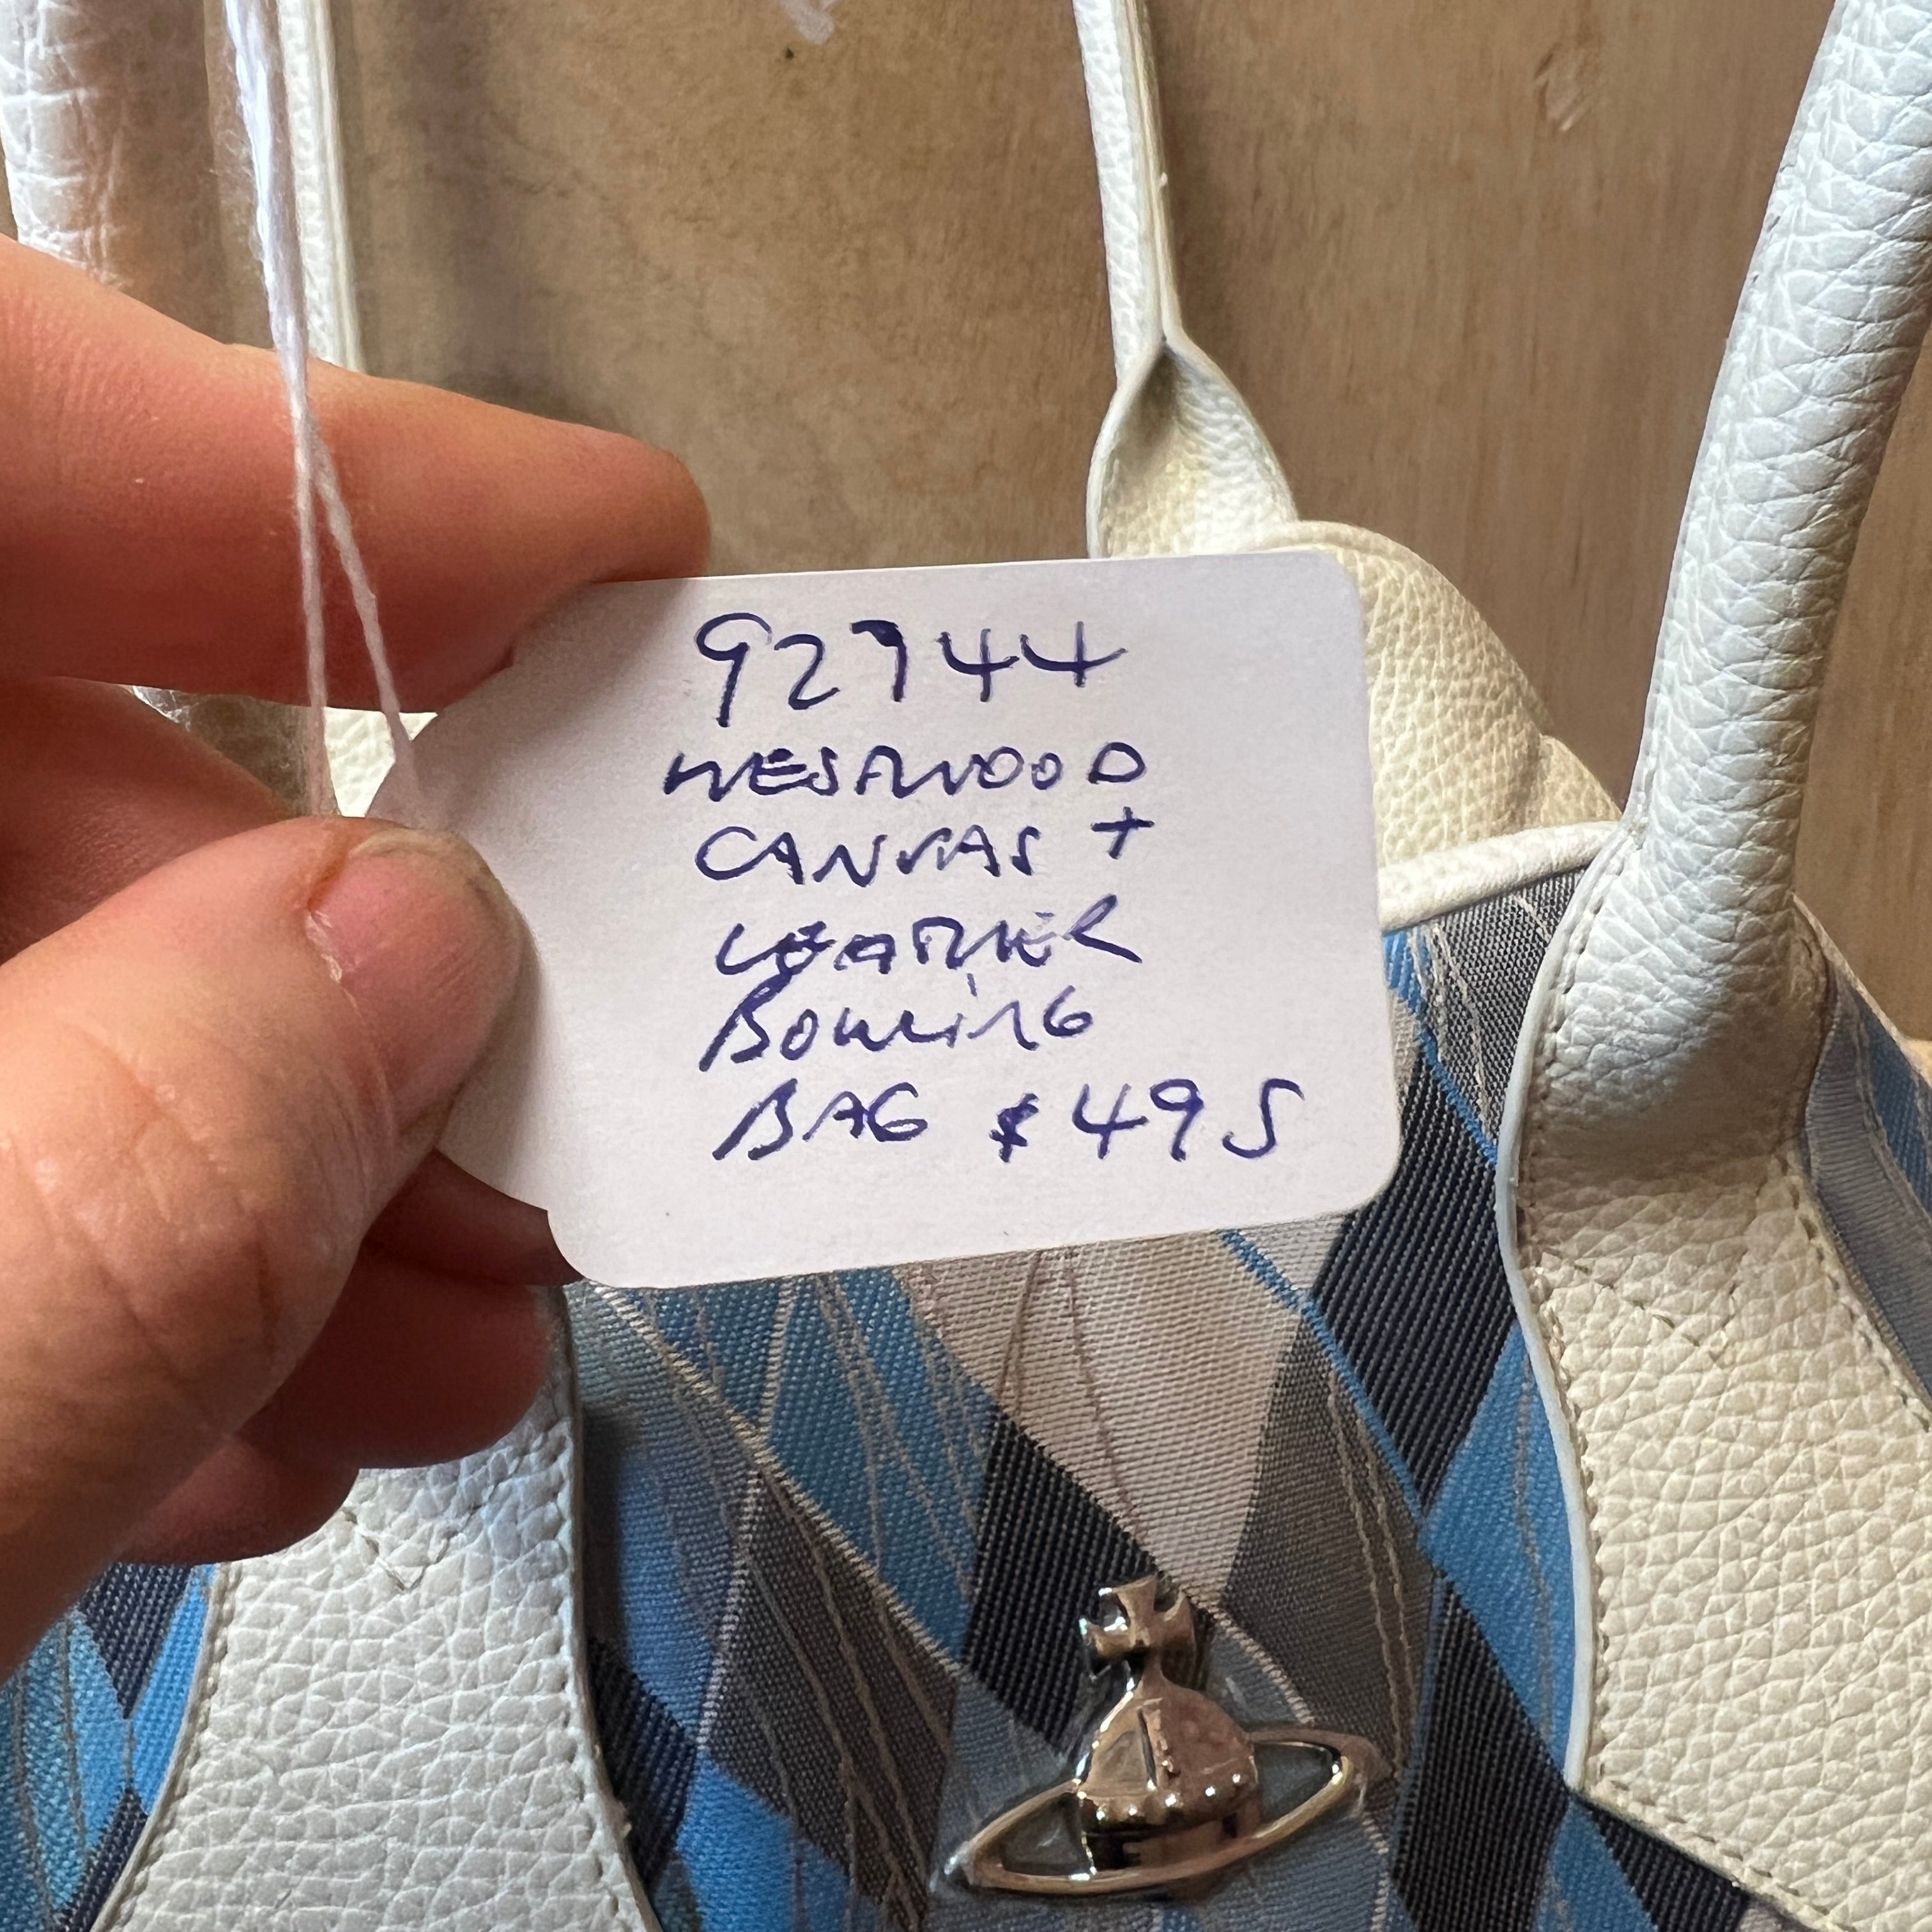 92744
WESTWOOD
CANVAS +
LEATHER
BOWLING
BAG $495